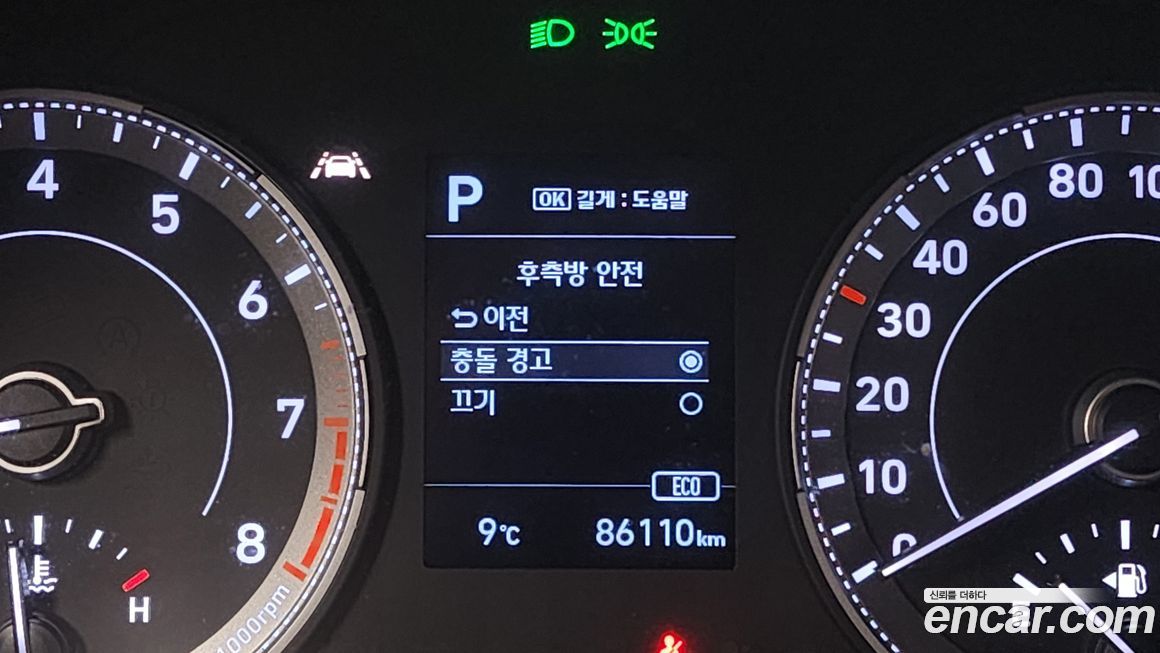 P
OK 길게 : 도움말
후측방 안전
이전
충돌 경고
끄기
ECO
9℃ 86110km
4
5
6
7
8
1000rpm
H
80
60
40
30
20
10
0
신뢰를 더하다
encar.com